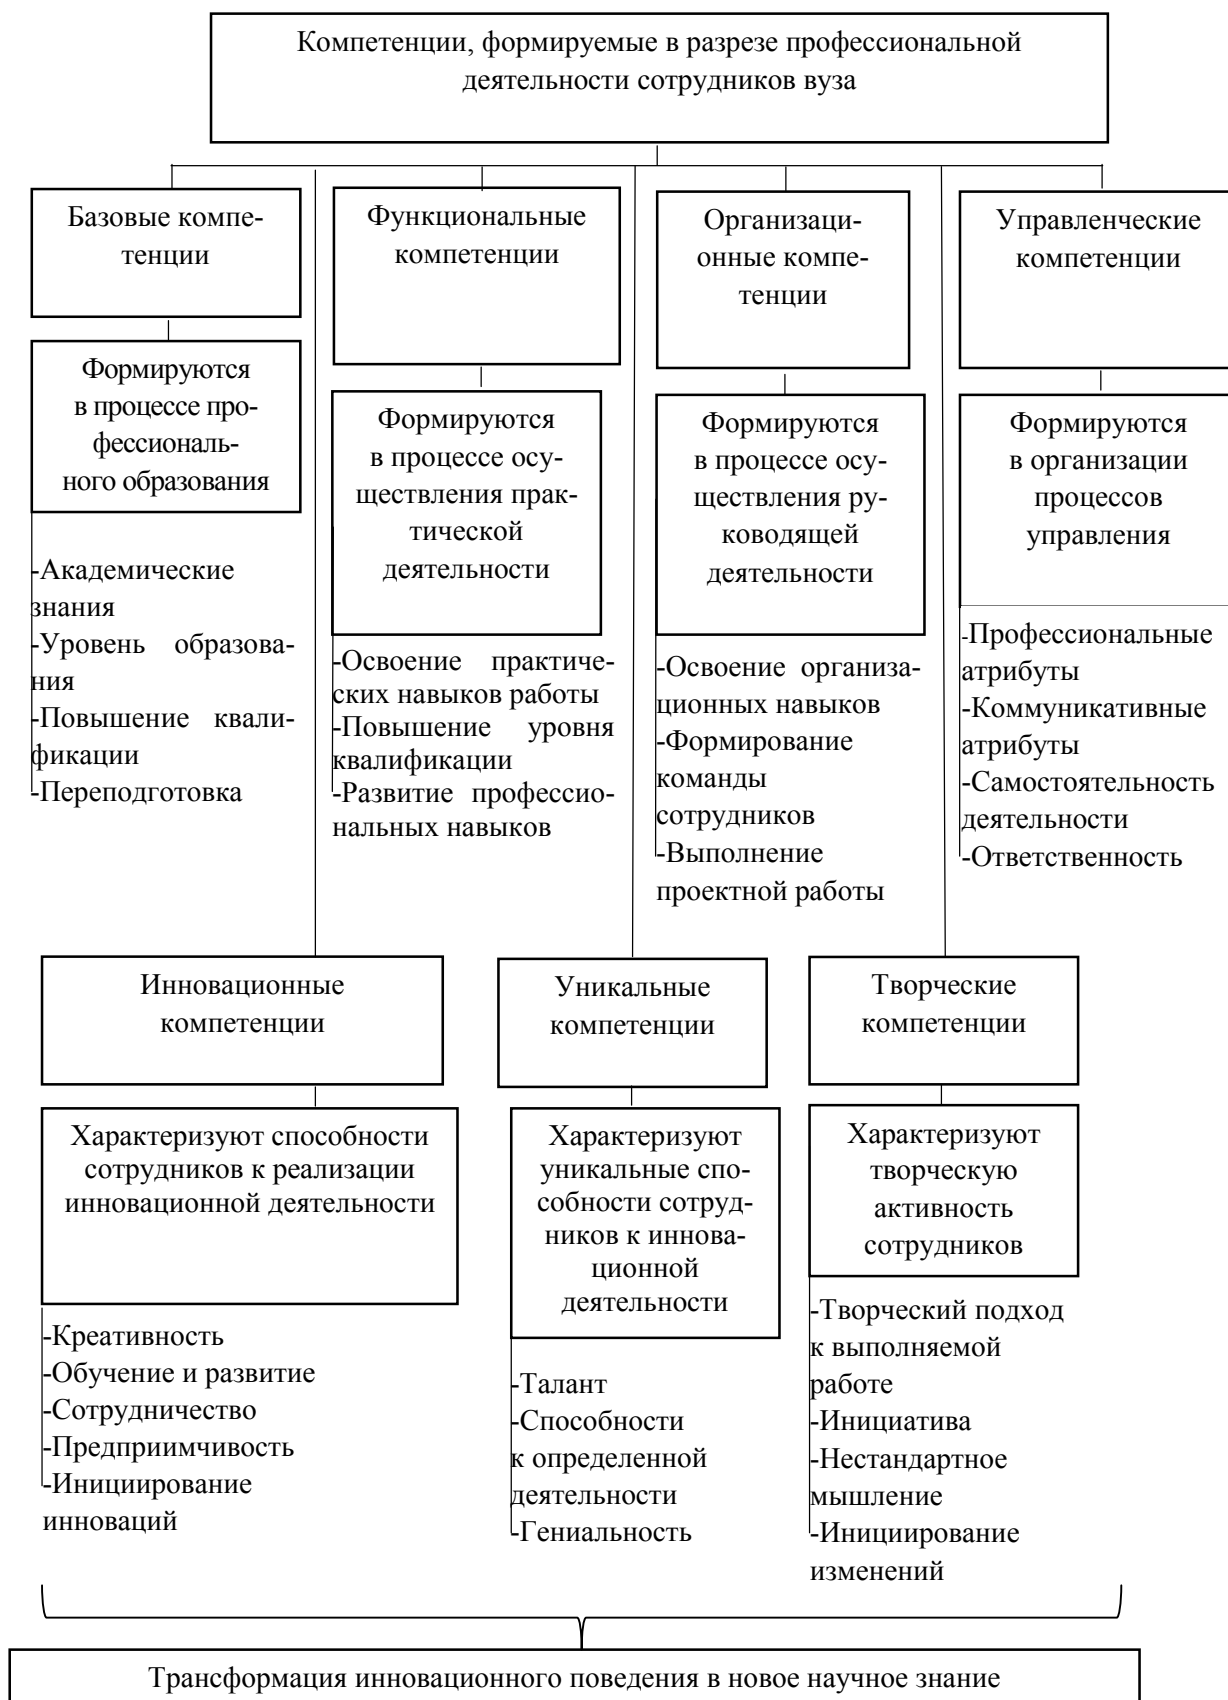 Компетенции, формируемые в разрезе профессиональной
деятельности сотрудников вуза
Базовые компе-
тенции
Формируются
в процессе про-
фессиональ-
ного образования
-Академические
знания
-Уровень образова-
ния
-Повышение квали-
фикации
-Переподготовка
Функциональные
компетенции
Формируются
в процессе осу-
ществления прак-
тической
деятельности
-Освоение практиче-
ских навыков работы
-Повышение уровня
квалификации
-Развитие профессио-
нальных навыков
Организаци-
онные компе-
тенции
Формируются
в процессе осу-
ществления ру-
ководящей
деятельности
-Освоение организа-
ционных навыков
-Формирование
команды
сотрудников
-Выполнение
проектной работы
Управленческие
компетенции
Формируются
в организации
процессов
управления
-Профессиональные
атрибуты
-Коммуникативные
атрибуты
-Самостоятельность
деятельности
-Ответственность
Инновационные
компетенции
Характеризуют способности
сотрудников к реализации
инновационной деятельности
-Креативность
-Обучение и развитие
-Сотрудничество
-Предприимчивость
-Инициирование
инноваций
Уникальные
компетенции
Характеризуют
уникальные спо-
собности сотруд-
ников к иннова-
ционной
деятельности
-Талант
-Способности
к определенной
деятельности
-Гениальность
Творческие
компетенции
Характеризуют
творческую
активность
сотрудников
-Творческий подход
к выполняемой
работе
-Инициатива
-Нестандартное
мышление
-Инициирование
изменений
Трансформация инновационного поведения в новое научное знание